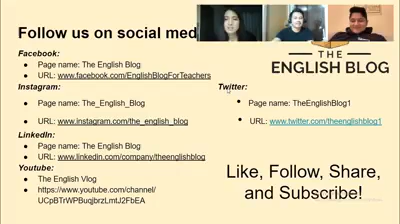 Follow us on social med
Facebook:
Page name: The English Blog
URL: www.facebook.com/EnglishBlogForTeachers
Instagram:
Page name: The_English_Blog
URL: www.instagram.com/the_english_blog
LinkedIn:
Page name: The English Blog
URL: www.linkedin.com/company/theenglishblog
Youtube:
The English Vlog
https://www.youtube.com/channel/
UCpBTrWPBuqjbrzLmtJ2FbEA
THE
ENGLISH BLOG
Twitter:
Page name: TheEnglishBlog1
URL: www.twitter.com/theenglishblog1
Like, Follow, Share,
and Subscribe!